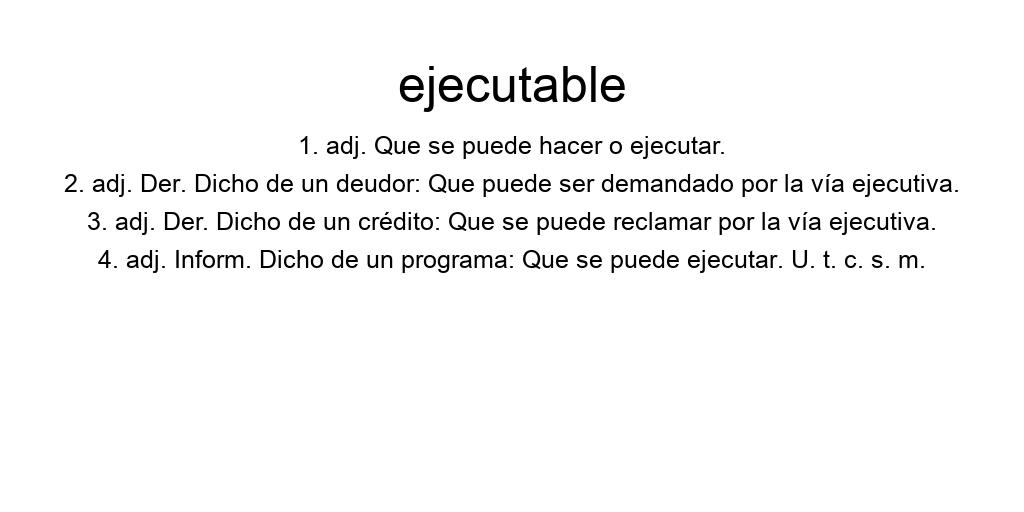 ejecutable
1. adj. Que se puede hacer o ejecutar.
2. adj. Der. Dicho de un deudor: Que puede ser demandado por la vía ejecutiva.
3. adj. Der. Dicho de un crédito: Que se puede reclamar por la vía ejecutiva.
4. adj. Inform. Dicho de un programa: Que se puede ejecutar. U. t. c. s. m.